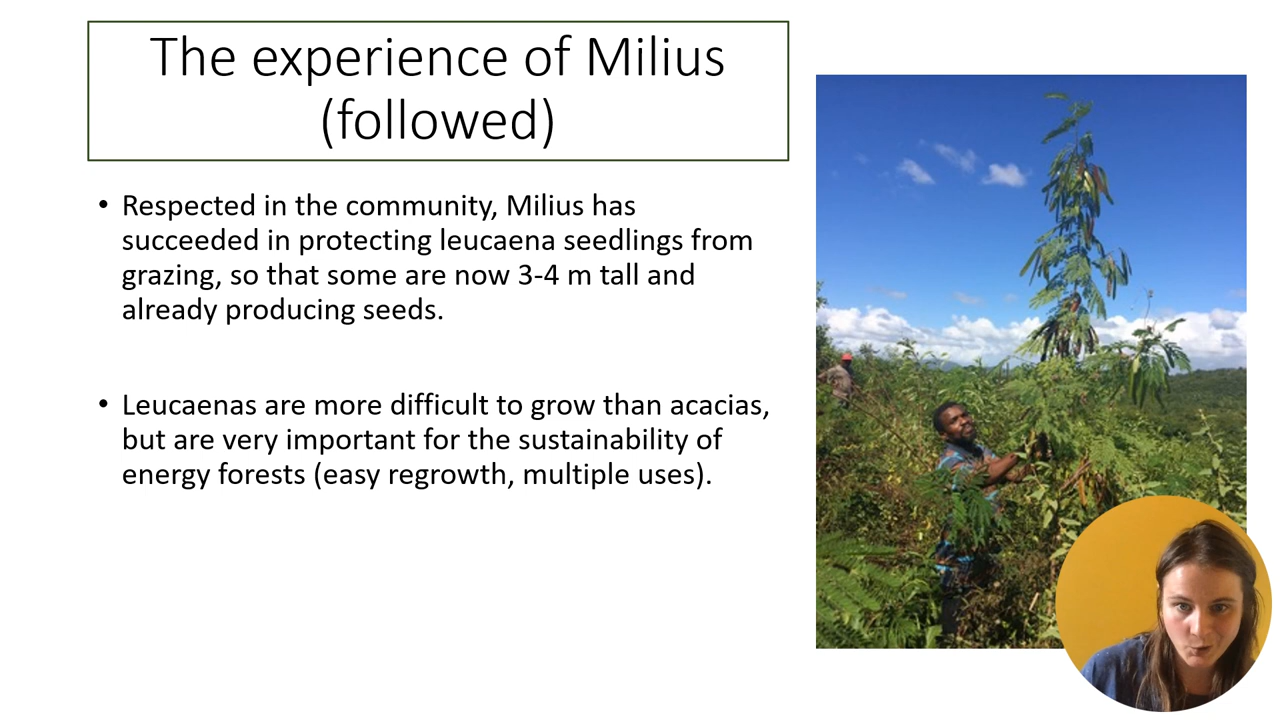 The experience of Milius
(followed)
• Respected in the community, Milius has
succeeded in protecting leucaena seedlings from
grazing, so that some are now 3-4 m tall and
already producing seeds.
• Leucaenas are more difficult to grow than acacias,
but are very important for the sustainability of
energy forests (easy regrowth, multiple uses).